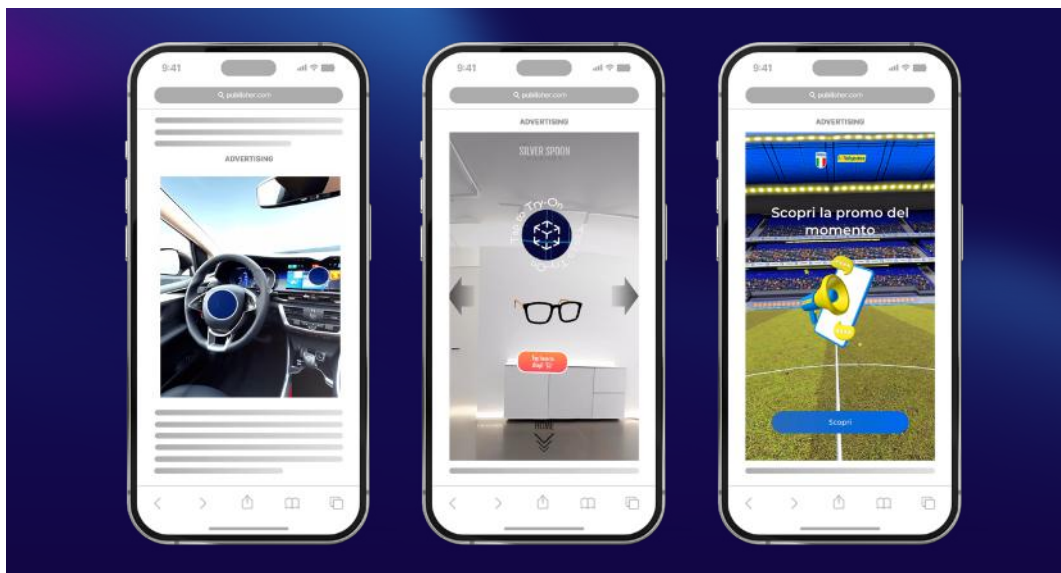 9:41
publisher.com
ADVERTISING
9:41
publisher.com
ADVERTISING
SILVER SPOON
Tap to Try-On
HOME
9:41
publisher.com
ADVERTISING
Scopri la promo del
momento
Scopri